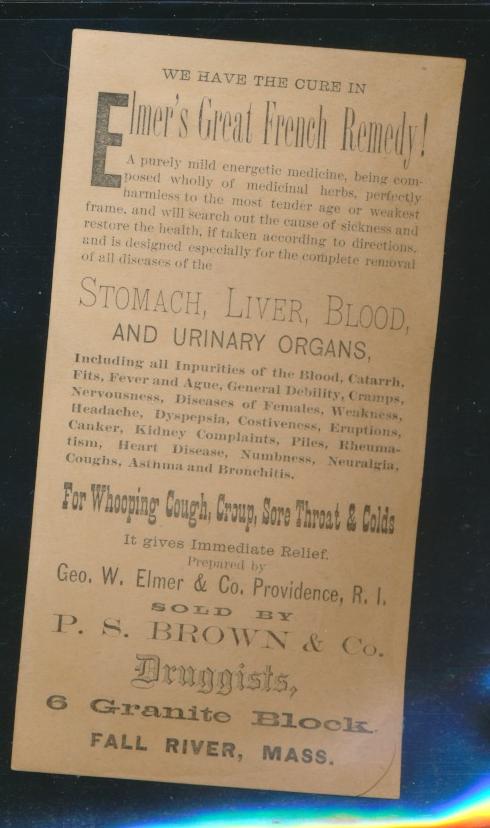 WE HAVE THE CURE IN
Elmer's Great French Remedy!
A purely mild energetic medicine, being com-
posed wholly of medicinal herbs, perfectly
harmless to the most tender age or weakest
frame, and will search out the cause of sickness and
restore the health, if taken according to directions,
and is designed especially for the complete removal
of all diseases of the
STOMACH, LIVER, BLOOD,
AND URINARY ORGANS,
Including all Inpurities of the Blood, Catarrh,
Fits, Fever and Ague, General Debility, Cramps,
Nervousness, Diseases of Females, Weakness,
Headache, Dyspepsia, Costiveness, Eruptions,
Canker, Kidney Complaints, Piles, Rheuma-
tism, Heart Disease, Numbness, Neuralgia,
Coughs, Asthma and Bronchitis.
For Whooping Cough, Croup, Sore Throat & Colds
It gives Immediate Relief.
Prepared by
Geo. W. Elmer & Co. Providence, R. I.
SOLD BY
P. S. BROWN & Co.
Druggists,
6 Granite Block.
FALL RIVER, MASS.